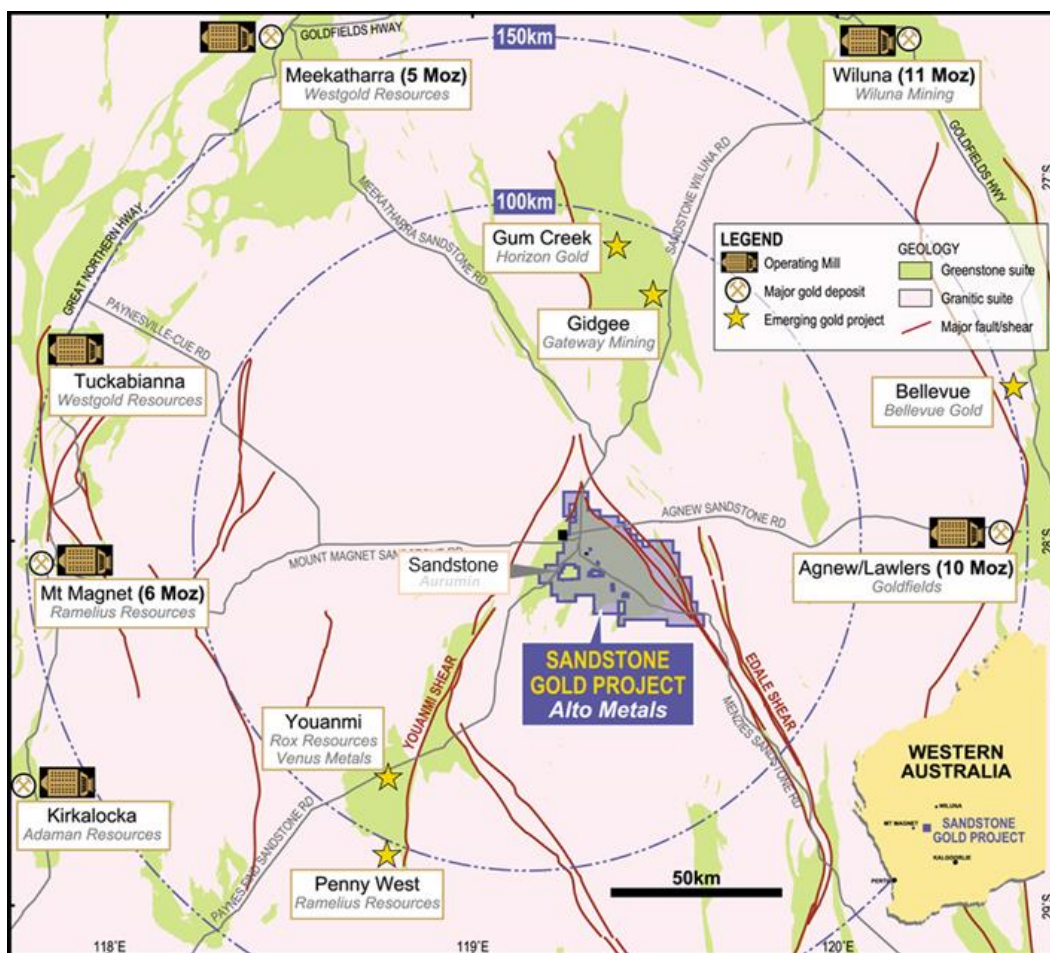 GOLDFIELDS HWY
150km
Meekatharra (5 Moz)
Westgold Resources
Wiluna (11 Moz)
Wiluna Mining
GOLDFIELDS HWY
27°S
MEEKATHARRA SANDSTONE RD
SANDSTONE WILUNA RD
100km
Gum Creek
Horizon Gold
Gidgee
Gateway Mining
LEGEND
Operating Mill
Major gold deposit
Emerging gold project
GEOLOGY
Greenstone suite
Granitic suite
Major fault/shear
GREAT NORTHERN HWAY
PAYNESVILLE-CUE RD
Tuckabianna
Westgold Resources
Bellevue
Bellevue Gold
AGNEW SANDSTONE RD
28°S
MOUNT MAGNET
Sandstone
Aurumin
Mt Magnet (6 Moz)
Ramelius Resources
Agnew/Lawlers (10 Moz)
Goldfields
SANDSTONE
GOLD PROJECT
Alto Metals
YOUANMI SHEAR
EDALE SHEAR
MENZIES SANDSTONE RD
Youanmi
Rox Resources
Venus Metals
Kirkalocka
Adaman Resources
PAYNES SIND SANDSTONE RD
Penny West
Ramelius Resources
50km
WESTERN
AUSTRALIA
WILUNA
MT MAGNET
SANDSTONE
GOLD PROJECT
KALGOORLIE
PERTH
29°S
118°E
119°E
120°E